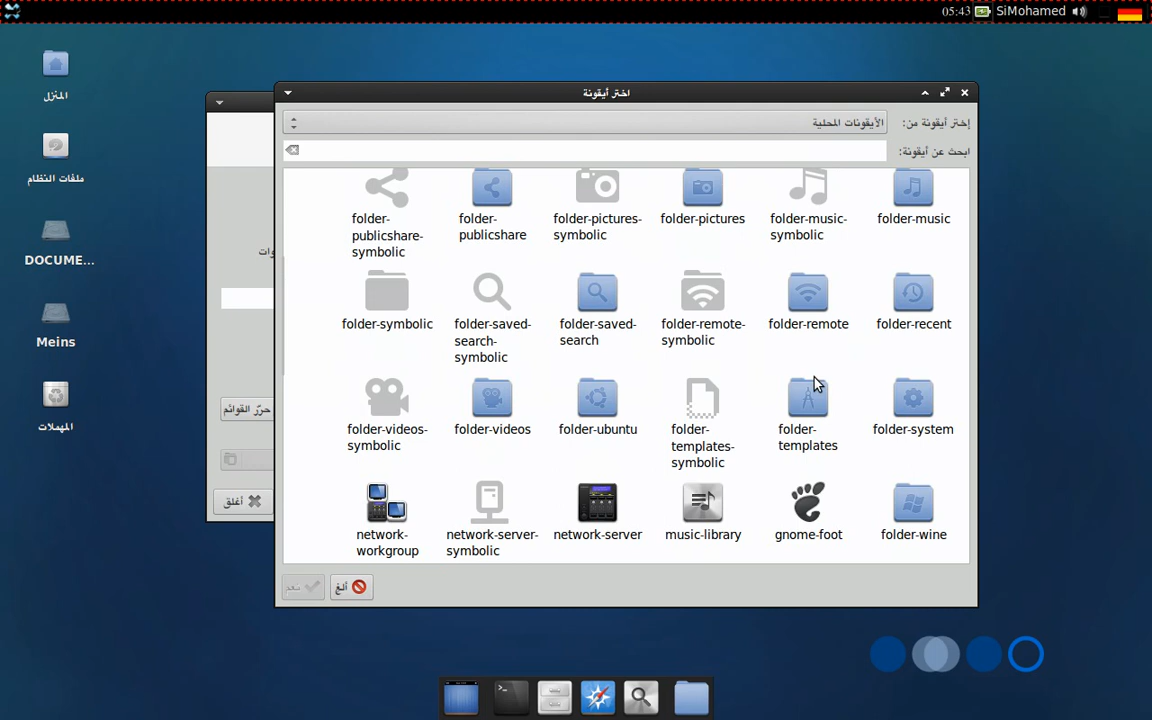 05:43
SiMohamed
المنزل
ملفات النظام
DOCUME...
Meins
المهملات
اختر أيقونة
إختر أيقونة من:
الأيقونات المحلية
ابحث عن أيقونة:
folder-publicshare-symbolic
folder-publicshare
folder-pictures-symbolic
folder-pictures
folder-music-symbolic
folder-music
folder-symbolic
folder-saved-search-symbolic
folder-saved-search
folder-remote-symbolic
folder-remote
folder-recent
folder-videos-symbolic
folder-videos
folder-ubuntu
folder-templates-symbolic
folder-templates
folder-system
network-workgroup
network-server-symbolic
network-server
music-library
gnome-foot
folder-wine
نعم
ألغ
وات
حرّر القوائم
أغلق